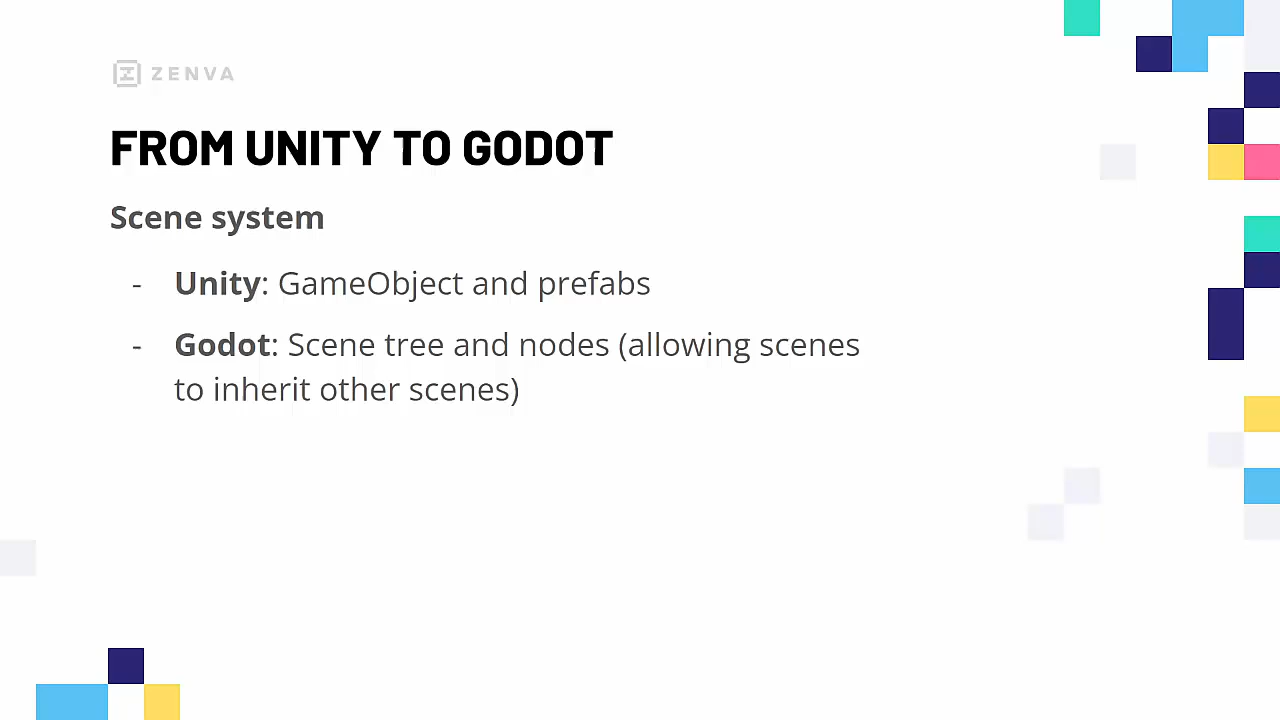 ZENVA
FROM UNITY TO GODOT
Scene system
- Unity: GameObject and prefabs
- Godot: Scene tree and nodes (allowing scenes
to inherit other scenes)